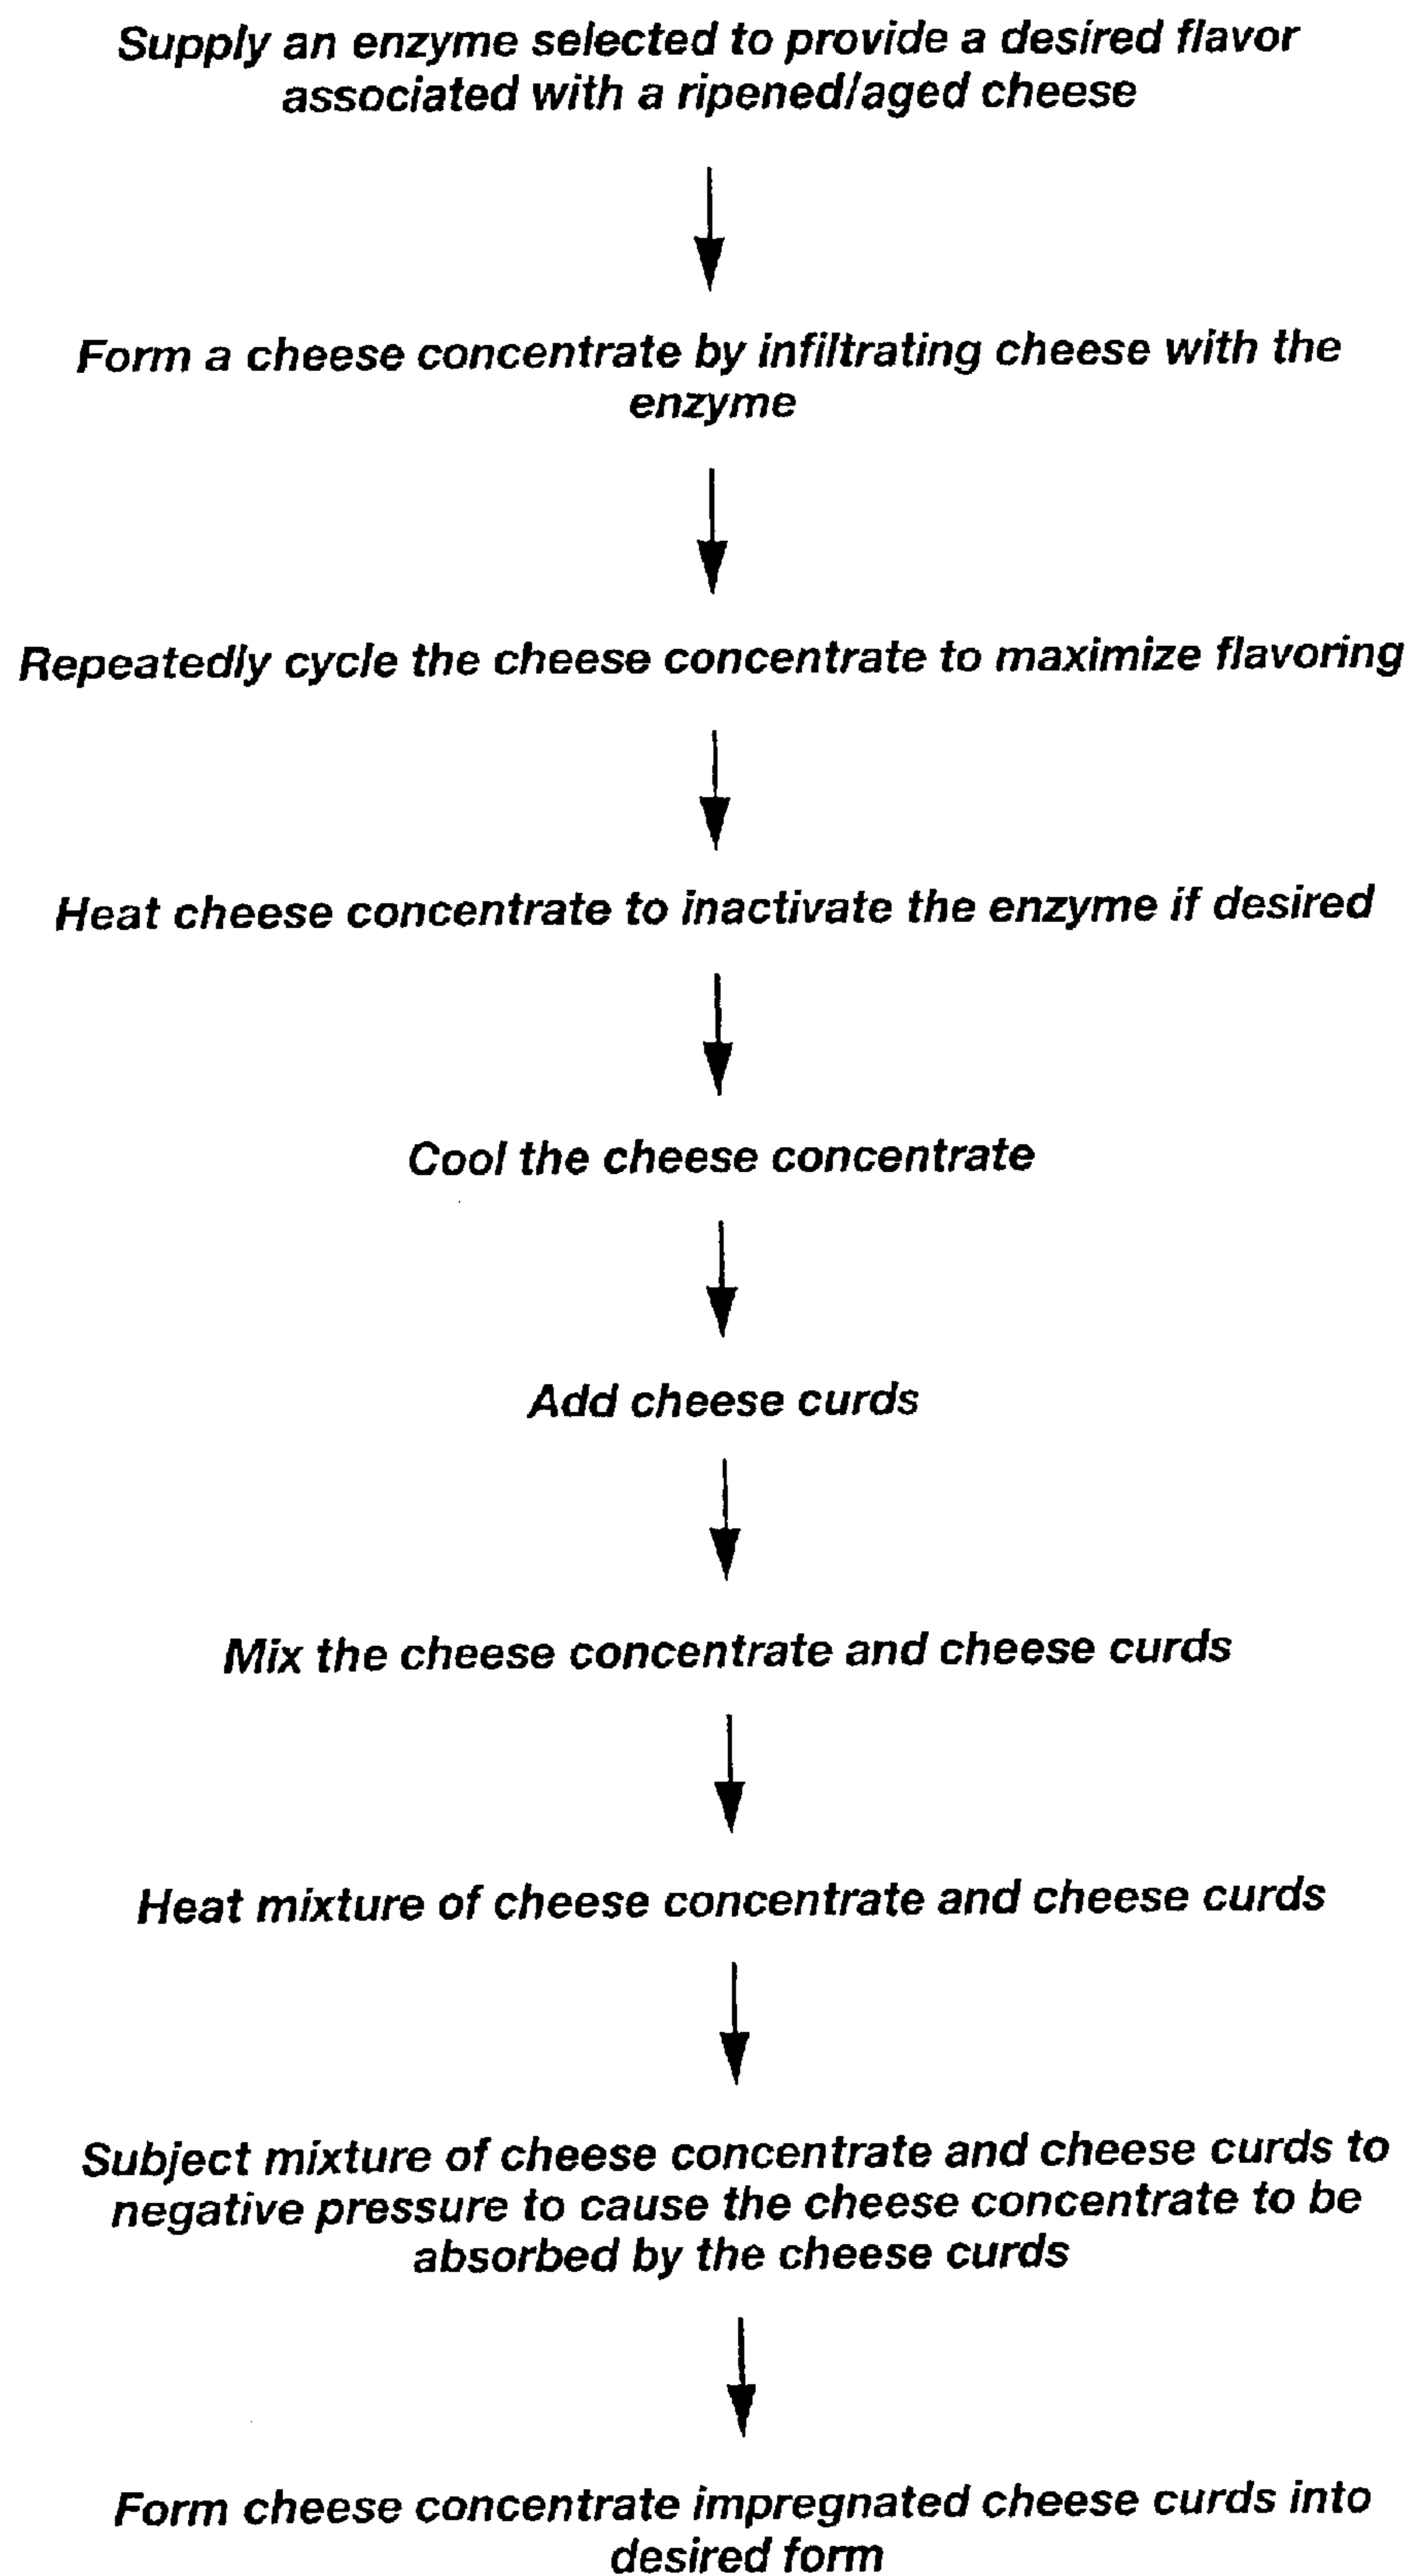 Supply an enzyme selected to provide a desired flavor
associated with a ripened/aged cheese
Form a cheese concentrate by infiltrating cheese with the
enzyme
Repeatedly cycle the cheese concentrate to maximize flavoring
Heat cheese concentrate to inactivate the enzyme if desired
Cool the cheese concentrate
Add cheese curds
Mix the cheese concentrate and cheese curds
Heat mixture of cheese concentrate and cheese curds
Subject mixture of cheese concentrate and cheese curds to
negative pressure to cause the cheese concentrate to be
absorbed by the cheese curds
Form cheese concentrate impregnated cheese curds into
desired form